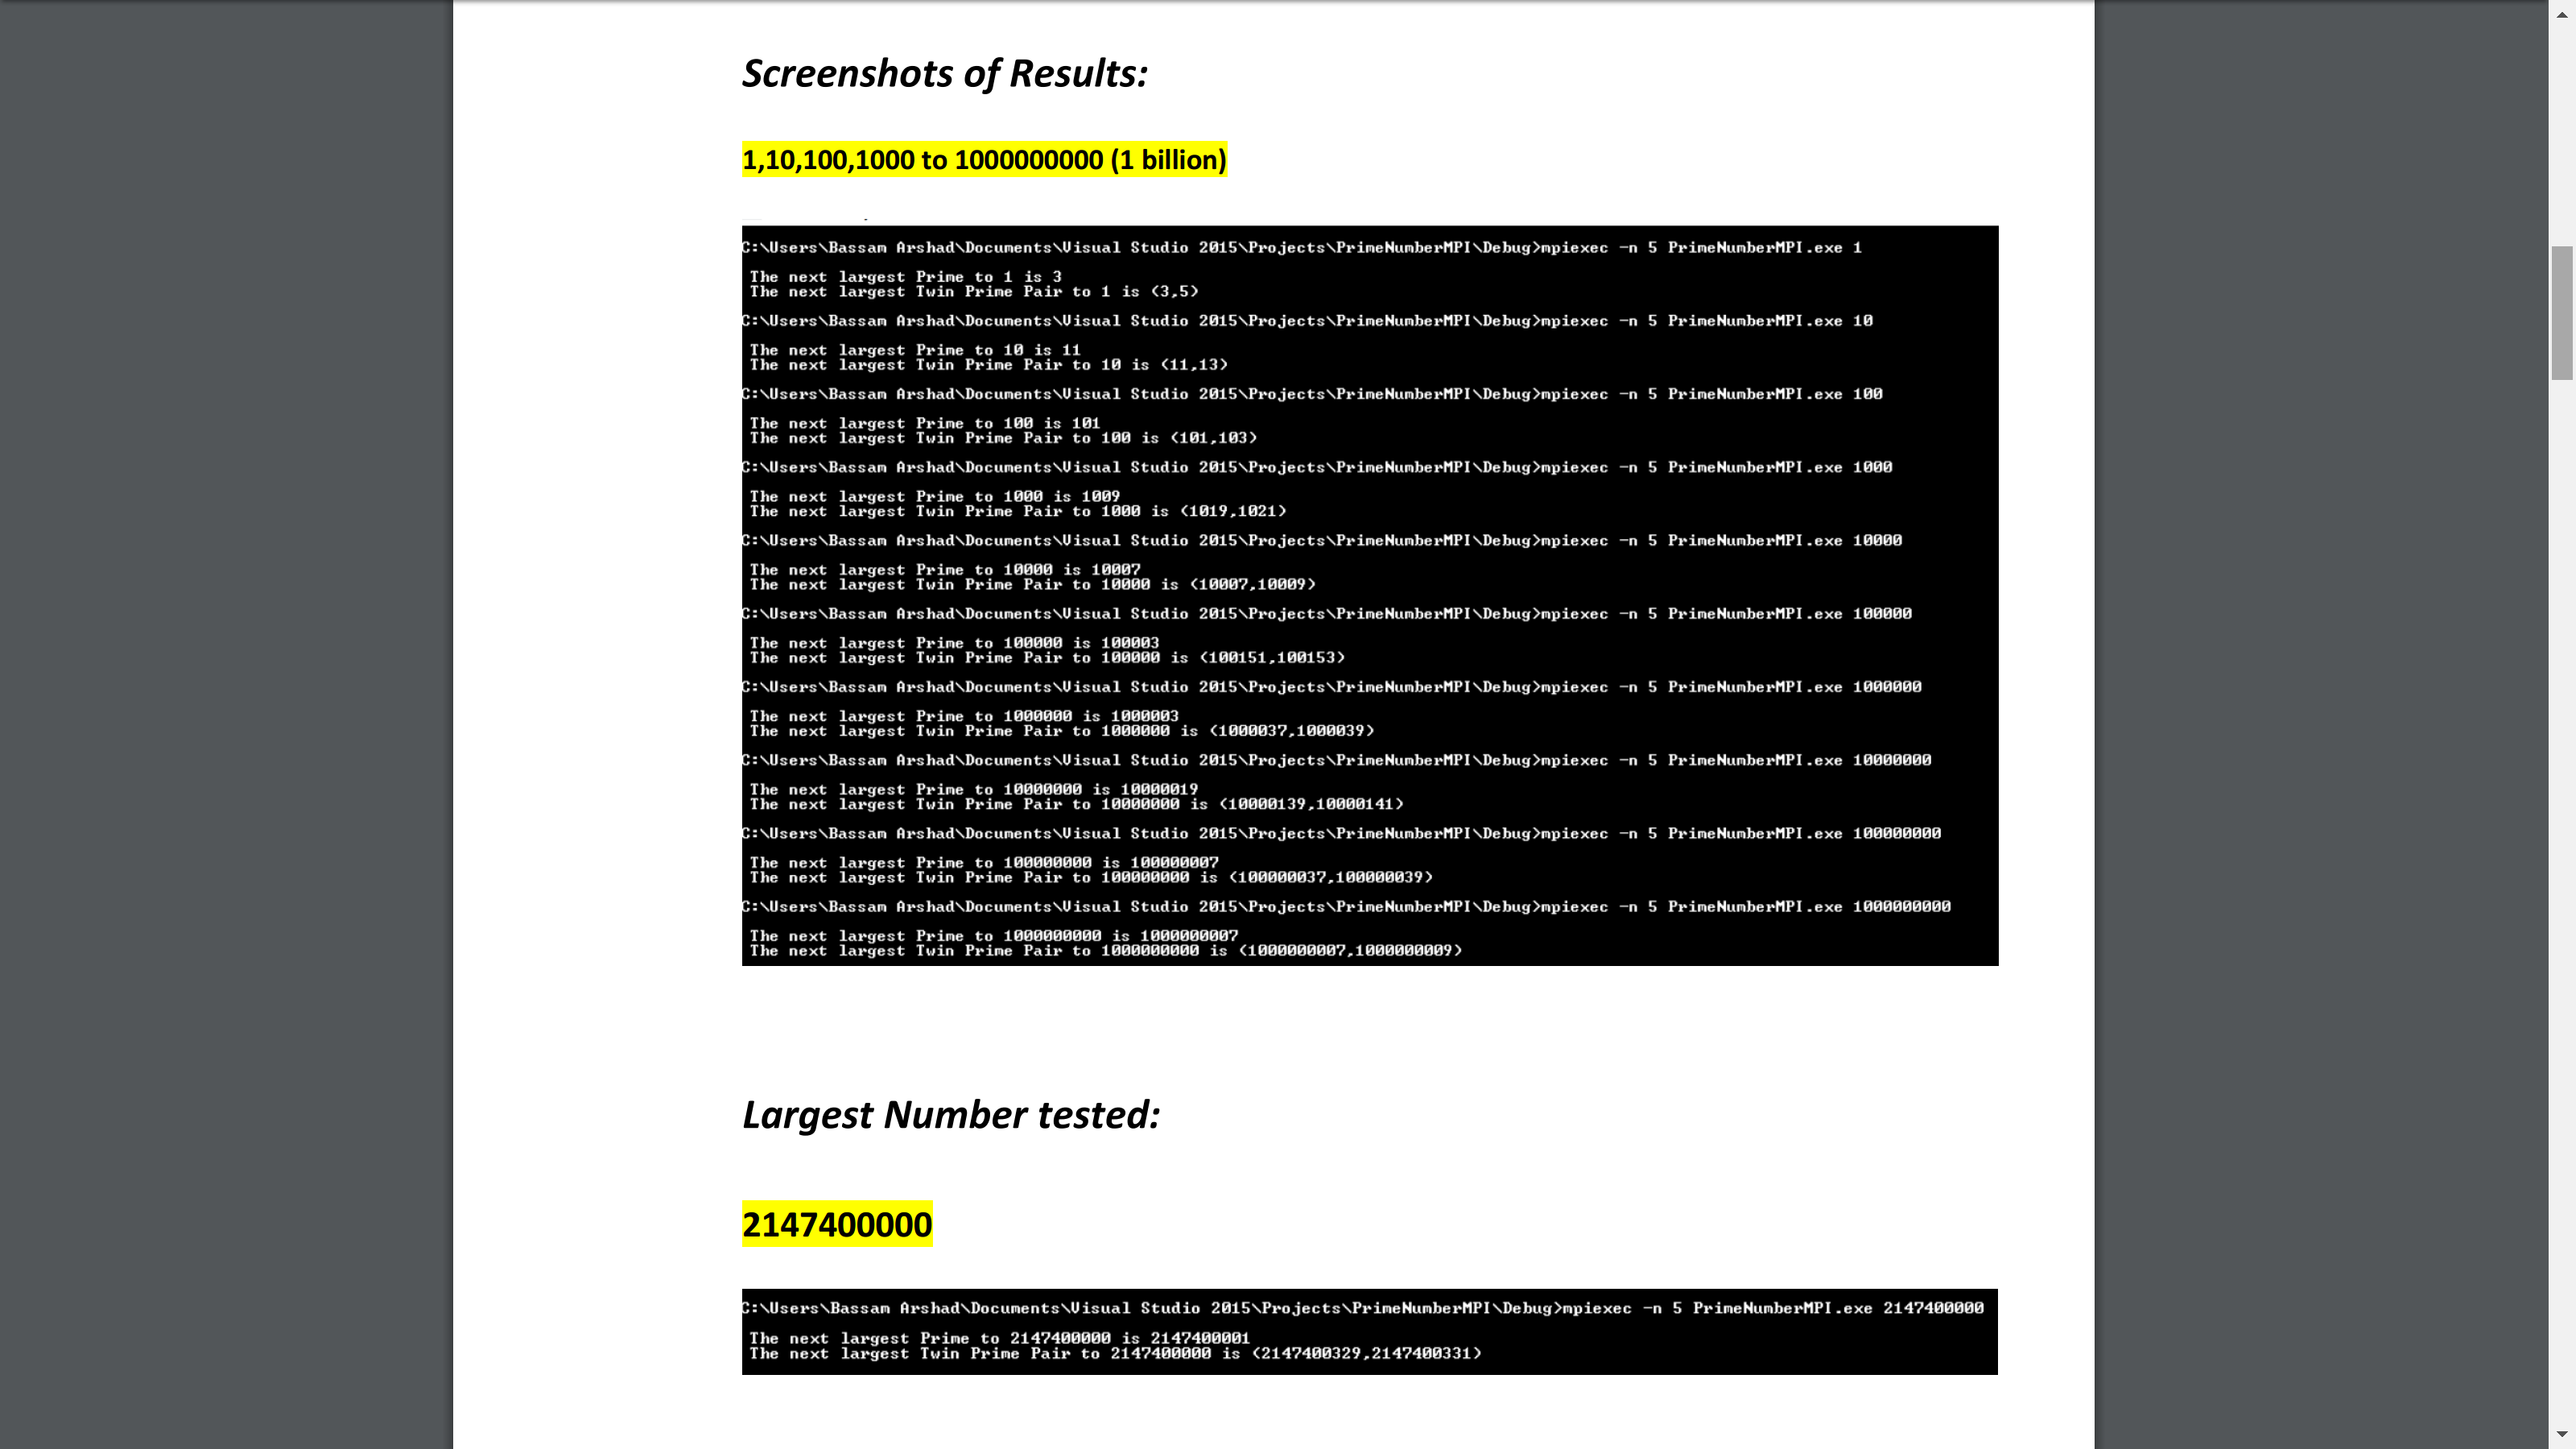 Screenshots of Results:
1,10,100,1000 to 1000000000 (1 billion)
C:\Users\Bassam Arshad\Documents\Visual Studio 2015\Projects\PrimeNumberMPI\Debug>mpiexec -n 5 PrimeNumberMPI.exe 1
The next largest Prime to 1 is 3
The next largest Twin Prime Pair to 1 is (3,5)
C:\Users\Bassam Arshad\Documents\Visual Studio 2015\Projects\PrimeNumberMPI\Debug>mpiexec -n 5 PrimeNumberMPI.exe 10
The next largest Prime to 10 is 11
The next largest Twin Prime Pair to 10 is (11,13)
C:\Users\Bassam Arshad\Documents\Visual Studio 2015\Projects\PrimeNumberMPI\Debug>mpiexec -n 5 PrimeNumberMPI.exe 100
The next largest Prime to 100 is 101
The next largest Twin Prime Pair to 100 is (101,103)
C:\Users\Bassam Arshad\Documents\Visual Studio 2015\Projects\PrimeNumberMPI\Debug>mpiexec -n 5 PrimeNumberMPI.exe 1000
The next largest Prime to 1000 is 1009
The next largest Twin Prime Pair to 1000 is (1019,1021)
C:\Users\Bassam Arshad\Documents\Visual Studio 2015\Projects\PrimeNumberMPI\Debug>mpiexec -n 5 PrimeNumberMPI.exe 10000
The next largest Prime to 10000 is 10007
The next largest Twin Prime Pair to 10000 is (10007,10009)
C:\Users\Bassam Arshad\Documents\Visual Studio 2015\Projects\PrimeNumberMPI\Debug>mpiexec -n 5 PrimeNumberMPI.exe 100000
The next largest Prime to 100000 is 100003
The next largest Twin Prime Pair to 100000 is (100151,100153)
C:\Users\Bassam Arshad\Documents\Visual Studio 2015\Projects\PrimeNumberMPI\Debug>mpiexec -n 5 PrimeNumberMPI.exe 1000000
The next largest Prime to 1000000 is 1000003
The next largest Twin Prime Pair to 1000000 is (1000037,1000039)
C:\Users\Bassam Arshad\Documents\Visual Studio 2015\Projects\PrimeNumberMPI\Debug>mpiexec -n 5 PrimeNumberMPI.exe 10000000
The next largest Prime to 10000000 is 10000019
The next largest Twin Prime Pair to 10000000 is (10000139,10000141)
C:\Users\Bassam Arshad\Documents\Visual Studio 2015\Projects\PrimeNumberMPI\Debug>mpiexec -n 5 PrimeNumberMPI.exe 100000000
The next largest Prime to 100000000 is 100000007
The next largest Twin Prime Pair to 100000000 is (100000037,100000039)
C:\Users\Bassam Arshad\Documents\Visual Studio 2015\Projects\PrimeNumberMPI\Debug>mpiexec -n 5 PrimeNumberMPI.exe 1000000000
The next largest Prime to 1000000000 is 1000000007
The next largest Twin Prime Pair to 1000000000 is (1000000007,1000000009)
Largest Number tested:
2147400000
C:\Users\Bassam Arshad\Documents\Visual Studio 2015\Projects\PrimeNumberMPI\Debug>mpiexec -n 5 PrimeNumberMPI.exe 2147400000
The next largest Prime to 2147400000 is 2147400001
The next largest Twin Prime Pair to 2147400000 is (2147400329,2147400331)